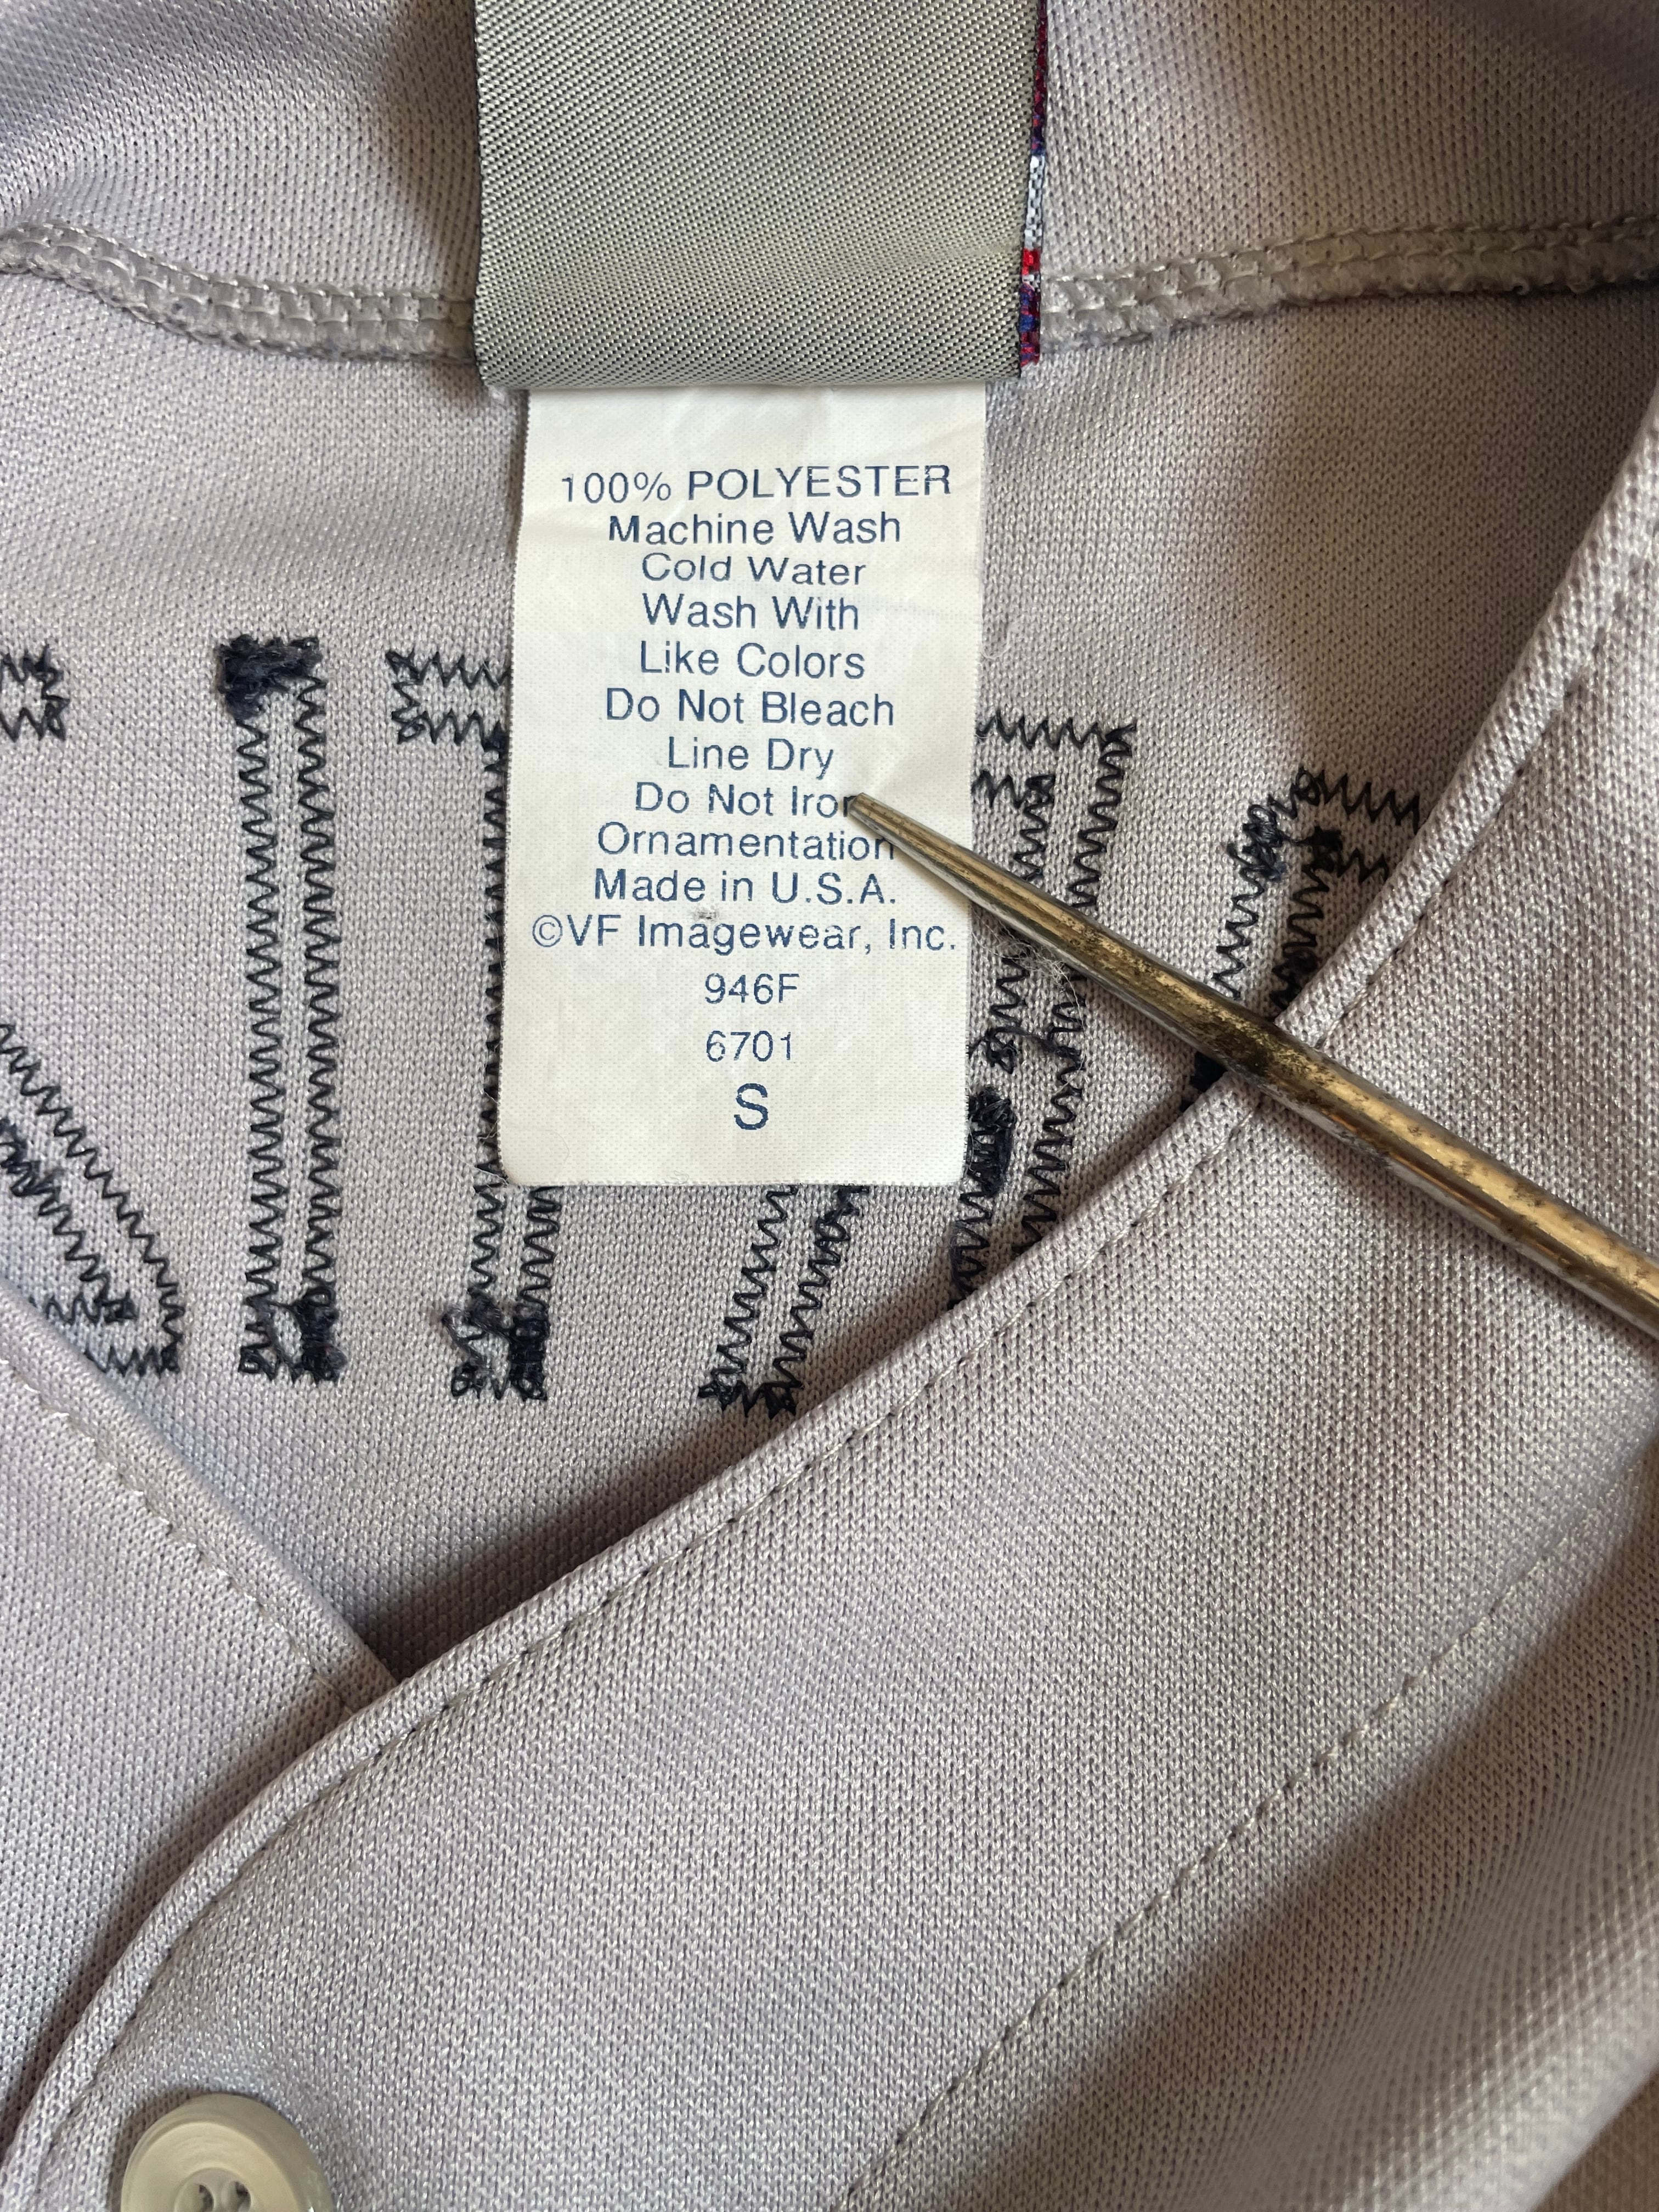 100% POLYESTER
Machine Wash
Cold Water
Wash With
Like Colors
Do Not Bleach
Line Dry
Do Not Iron
Ornamentation
Made in U.S.A.
©VF Imagewear, Inc.
946F
6701
S